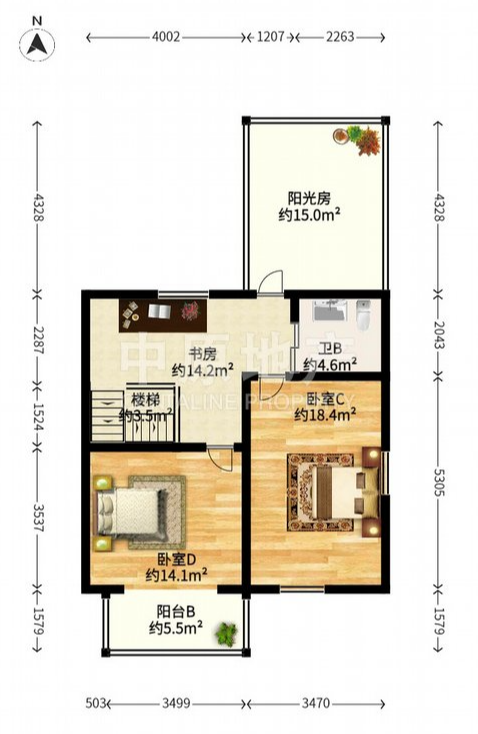 N
4002
1207
2263
4328
4328
阳光房
约15.0m²
2287
2043
书房
约14.2m²
卫B
约4.6m²
中原地产
CENTALINE PROPERTY
楼梯
约3.5m²
卧室C
约18.4m²
1524
5305
3537
卧室D
约14.1m²
阳台B
约5.5m²
1579
1579
503
3499
3470